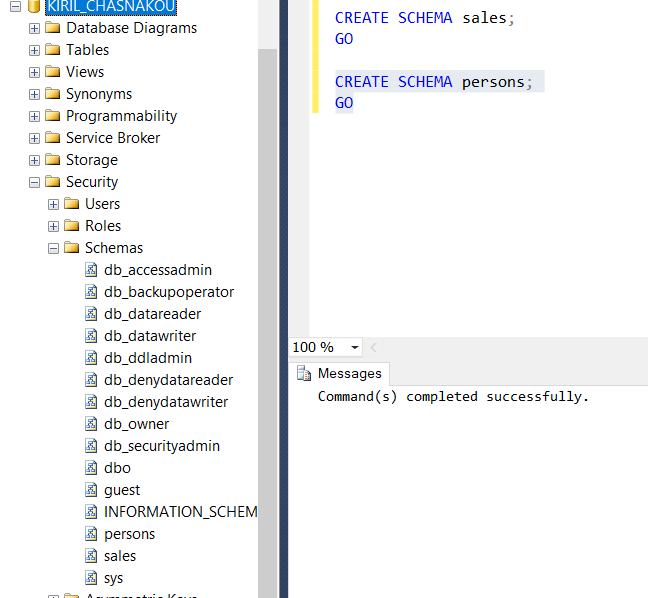 KIRIL_CHASNAKOU
Database Diagrams
Tables
Views
Synonyms
Programmability
Service Broker
Storage
Security
Users
Roles
Schemas
db_accessadmin
db_backupoperator
db_datareader
db_datawriter
db_ddladmin
db_denydatareader
db_denydatawriter
db_owner
db_securityadmin
dbo
guest
INFORMATION_SCHEM
persons
sales
sys
CREATE SCHEMA sales;
GO
CREATE SCHEMA persons;
GO
100 %
Messages
Command(s) completed successfully.